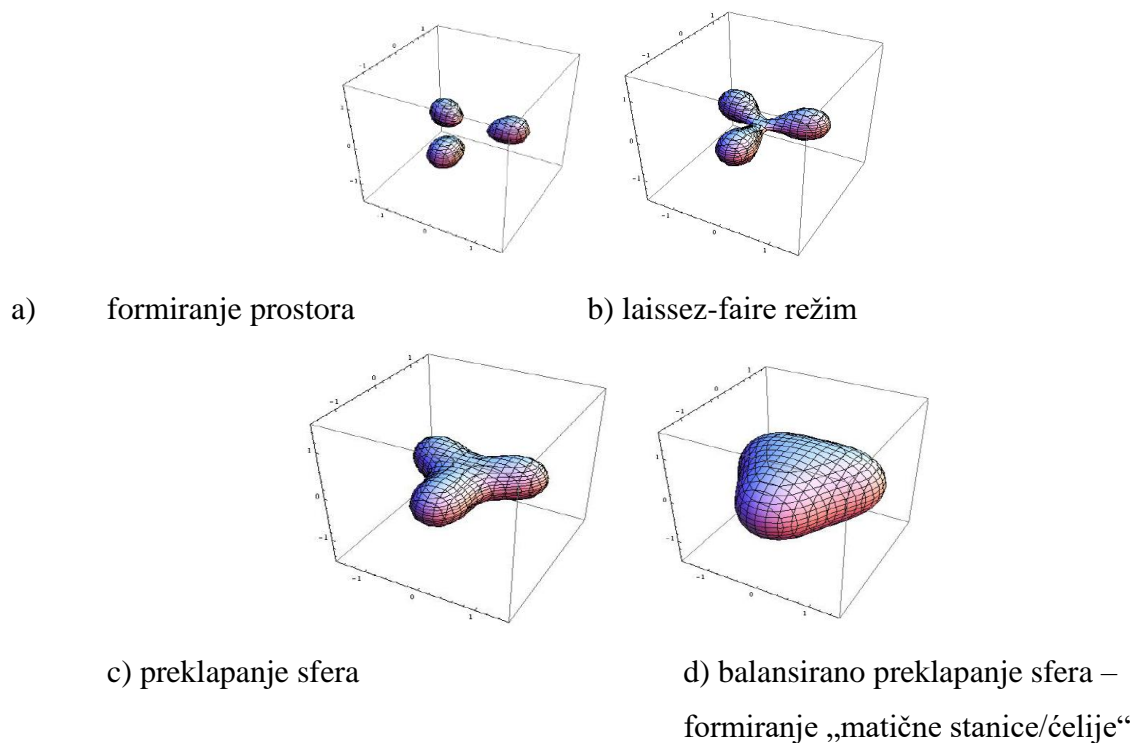 a) formiranje prostora b) laissez-faire režim
c) preklapanje sfera d) balansirano preklapanje sfera –
formiranje „matične stanice/ćelije“